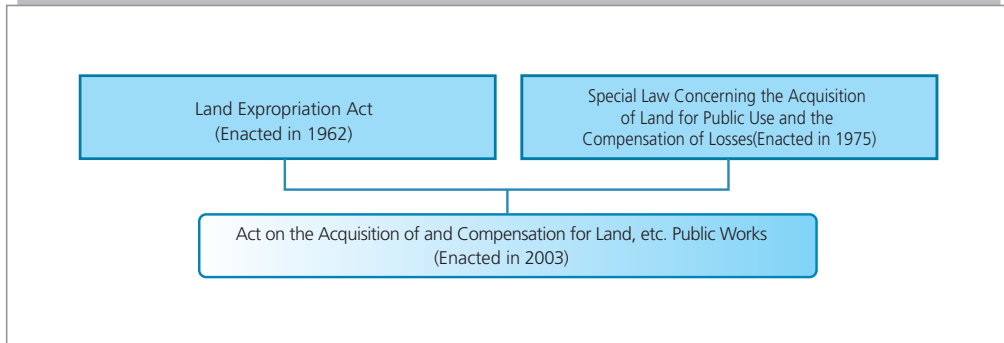 Land Expropriation Act
(Enacted in 1962)
Special Law Concerning the Acquisition
of Land for Public Use and the
Compensation of Losses(Enacted in 1975)
Act on the Acquisition of and Compensation for Land, etc. Public Works
(Enacted in 2003)